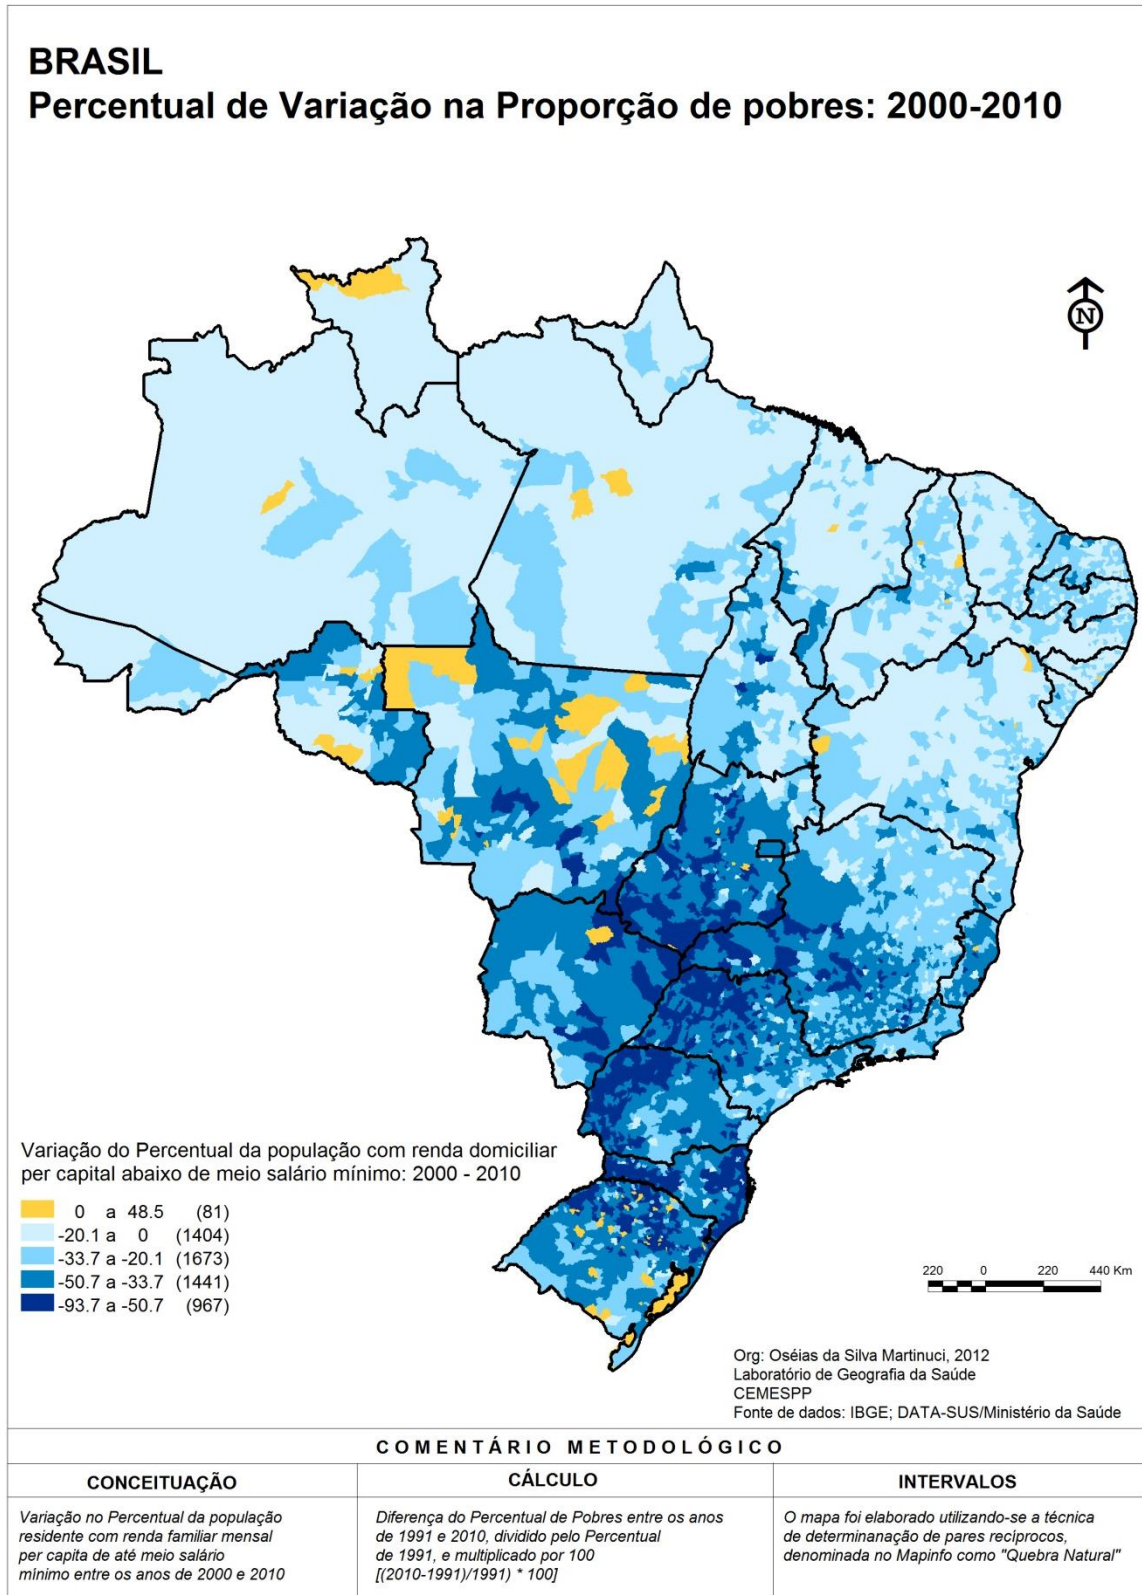 BRASIL
Percentual de Variação na Proporção de pobres: 2000-2010
N
Variação do Percentual da população com renda domiciliar
per capital abaixo de meio salário mínimo: 2000 - 2010
0 a 48.5 (81)
-20.1 a 0 (1404)
-33.7 a -20.1 (1673)
-50.7 a -33.7 (1441)
-93.7 a -50.7 (967)
220 0 220 440 Km
Org: Oséias da Silva Martinuci, 2012
Laboratório de Geografia da Saúde
CEMESPP
Fonte de dados: IBGE; DATA-SUS/Ministério da Saúde
COMENTÁRIO METODOLÓGICO
CONCEITUAÇÃO
Variação no Percentual da população
residente com renda familiar mensal
per capita de até meio salário
mínimo entre os anos de 2000 e 2010
CÁLCULO
Diferença do Percentual de Pobres entre os anos
de 1991 e 2010, dividido pelo Percentual
de 1991, e multiplicado por 100
[(2010-1991)/1991) * 100]
INTERVALOS
O mapa foi elaborado utilizando-se a técnica
de determinanação de pares recíprocos,
denominada no Mapinfo como "Quebra Natural"